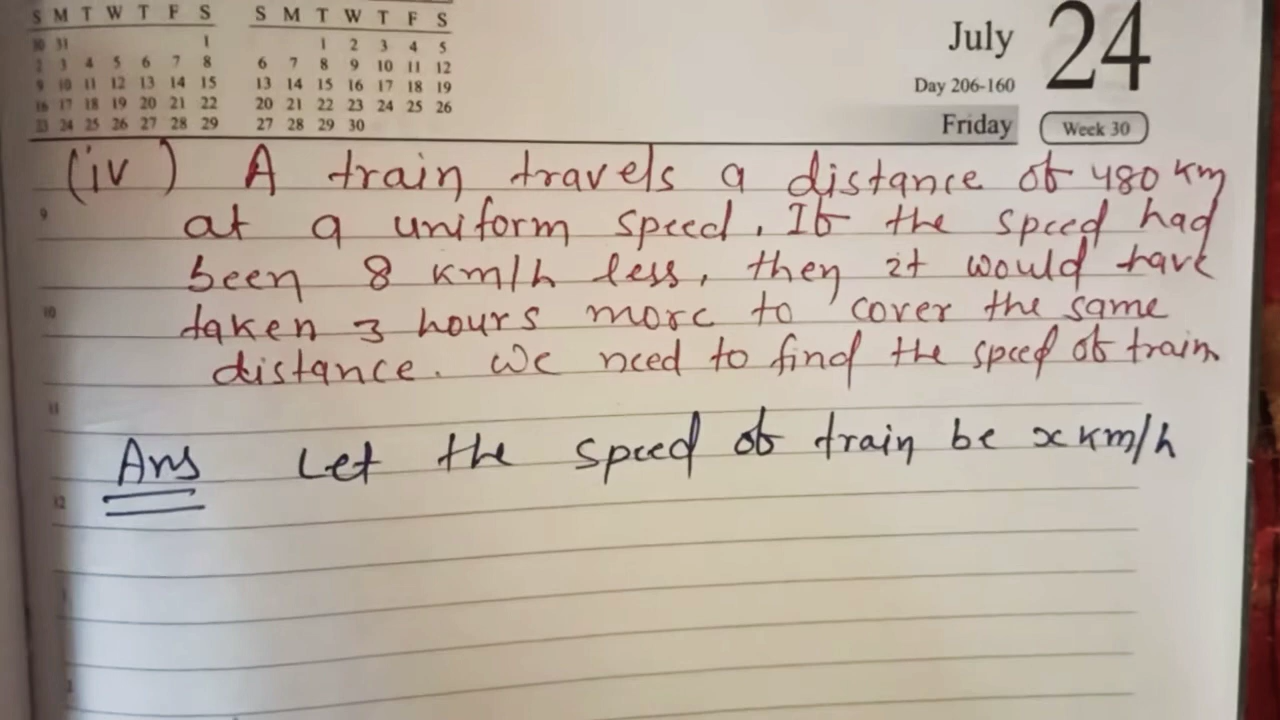 S M T W T F S
30 31 1
2 3 4 5 6 7 8
9 10 11 12 13 14 15
16 17 18 19 20 21 22
23 24 25 26 27 28 29
S M T W T F S
1 2 3 4 5
6 7 8 9 10 11 12
13 14 15 16 17 18 19
20 21 22 23 24 25 26
27 28 29 30
July 24
Day 206-160
Friday Week 30
(iv) A train travels a distance of 480 km
at a uniform speed. If the speed had
been 8 km/h less, then it would have
taken 3 hours more to cover the same
distance. We need to find the speed of train
Ans Let the speed of train be x km/h
9
10
11
12